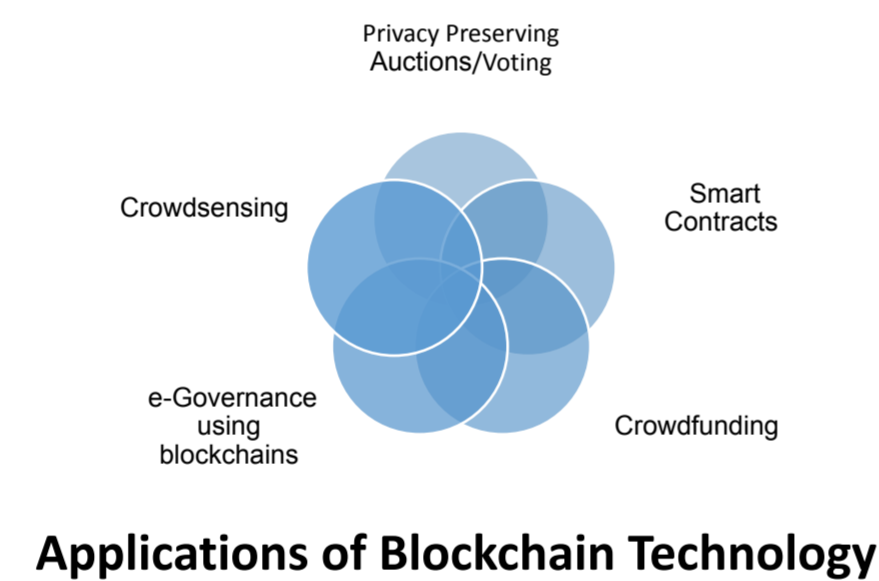 Privacy Preserving
Auctions/Voting
Crowdsensing
Smart
Contracts
e-Governance
using
blockchains
Crowdfunding
Applications of Blockchain Technology